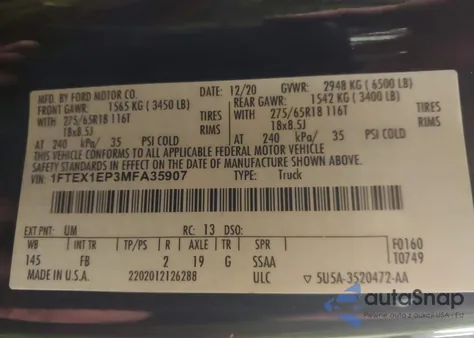 MFD. BY FORD MOTOR CO. DATE: 12/20 GVWR: 2948 KG ( 6500 LB)
FRONT GAWR: 1565 KG ( 3450 LB) REAR GAWR: 1542 KG ( 3400 LB)
WITH 275/65R18 116T TIRES WITH 275/65R18 116T TIRES
18x8.5J RIMS 18x8.5J RIMS
AT 240 kPa/ 35 PSI COLD AT 240 kPa/ 35 PSI COLD
THIS VEHICLE CONFORMS TO ALL APPLICABLE FEDERAL MOTOR VEHICLE
SAFETY STANDARDS IN EFFECT ON THE DATE OF MANUFACTURE SHOWN ABOVE.
VIN: 1FTEX1EP3MFA35907 TYPE: Truck
EXT PNT: UM RC: 13 DSO: F0160
WB INT TR TP/PS R AXLE TR SPR T0749
145 FB 2 19 G SSAA
MADE IN U.S.A. 2202012126288 ULC 5U5A-3520472-AA
autoSnap